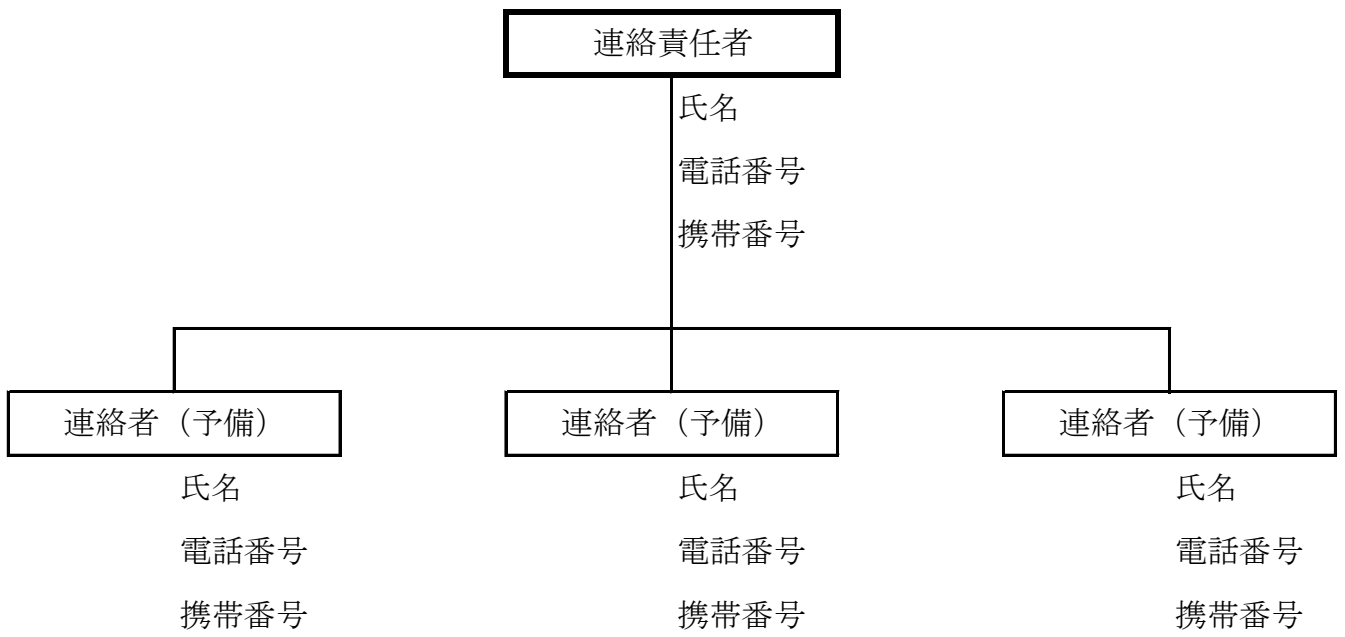 連絡責任者
氏名
電話番号
携帯番号
連絡者（予備）
氏名
電話番号
携帯番号
連絡者（予備）
氏名
電話番号
携帯番号
連絡者（予備）
氏名
電話番号
携帯番号